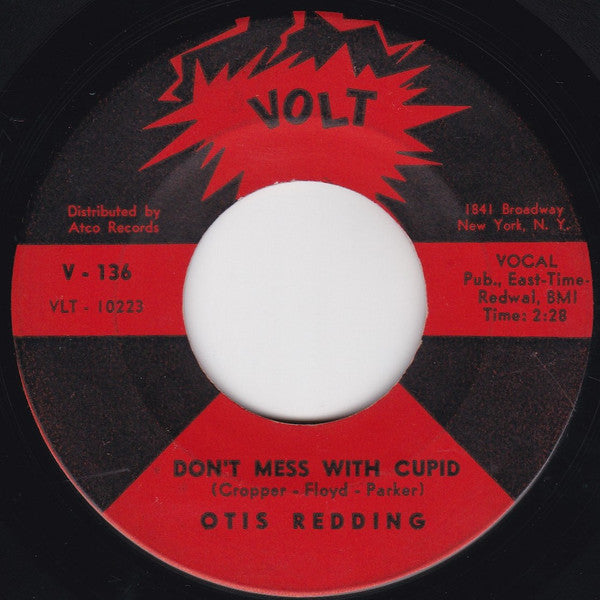 VOLT
Distributed by
Atco Records
1841 Broadway
New York, N. Y.
V - 136
VLT - 10223
VOCAL
Pub., East-Time-
Redwal, BMI
Time: 2:28
DON'T MESS WITH CUPID
(Cropper - Floyd - Parker)
OTIS REDDING